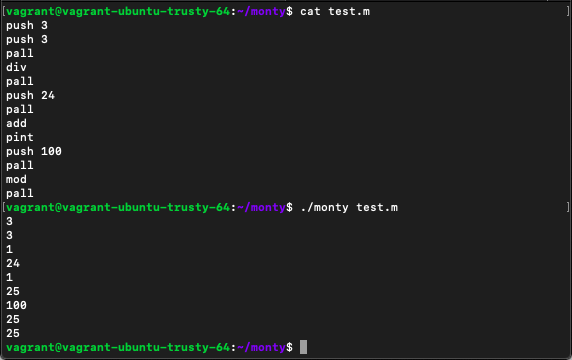 [vagrant@vagrant-ubuntu-trusty-64:~/monty$ cat test.m ]
push 3
push 3
pall
div
pall
push 24
pall
add
pint
push 100
pall
mod
pall
[vagrant@vagrant-ubuntu-trusty-64:~/monty$ ./monty test.m ]
3
3
1
24
1
25
100
25
25
vagrant@vagrant-ubuntu-trusty-64:~/monty$